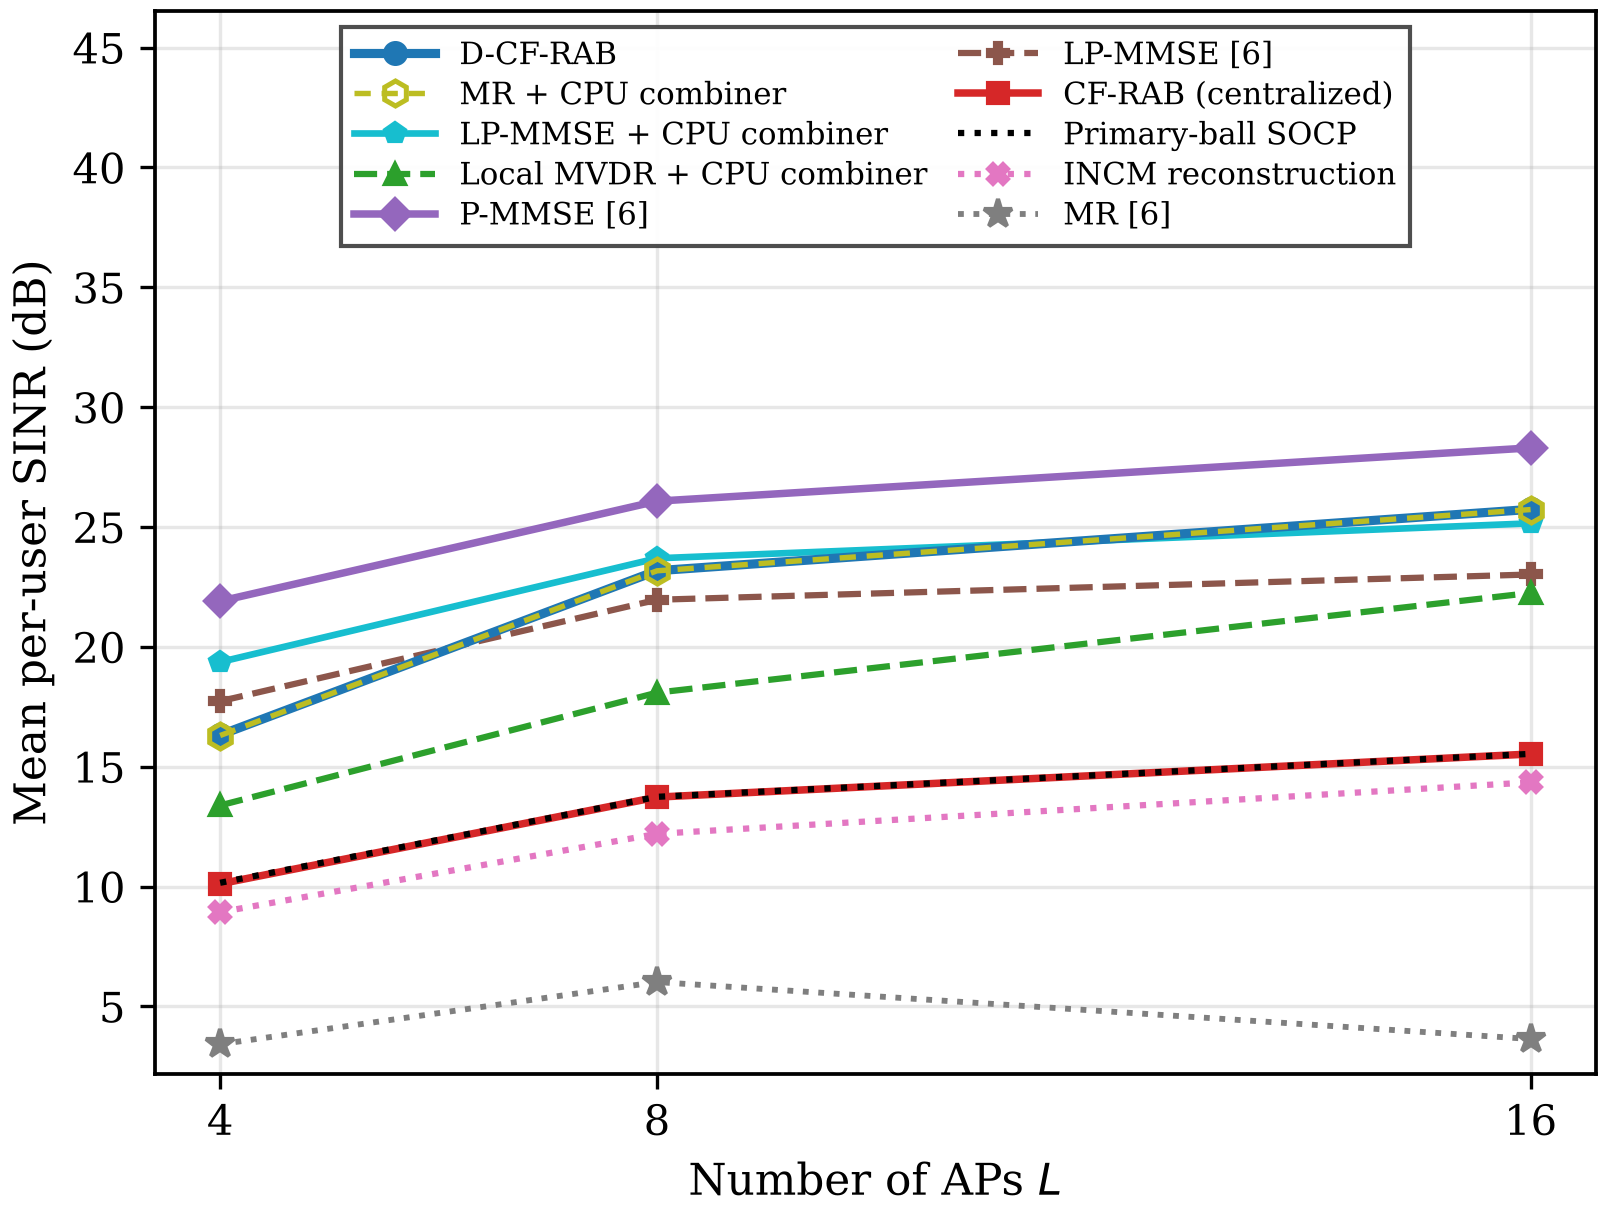 45
40
35
30
25
20
15
10
5
Mean per-user SINR (dB)
D-CF-RAB
MR + CPU combiner
LP-MMSE + CPU combiner
Local MVDR + CPU combiner
P-MMSE [6]
LP-MMSE [6]
CF-RAB (centralized)
Primary-ball SOCP
INCM reconstruction
MR [6]
4 8 16
Number of APs L